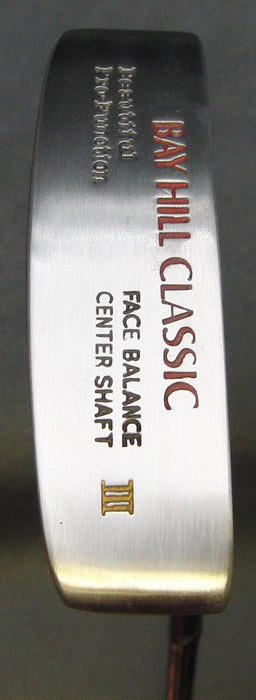 BAY HILL CLASSIC
Beautiful
Pro-Function
FACE BALANCE
CENTER SHAFT
III